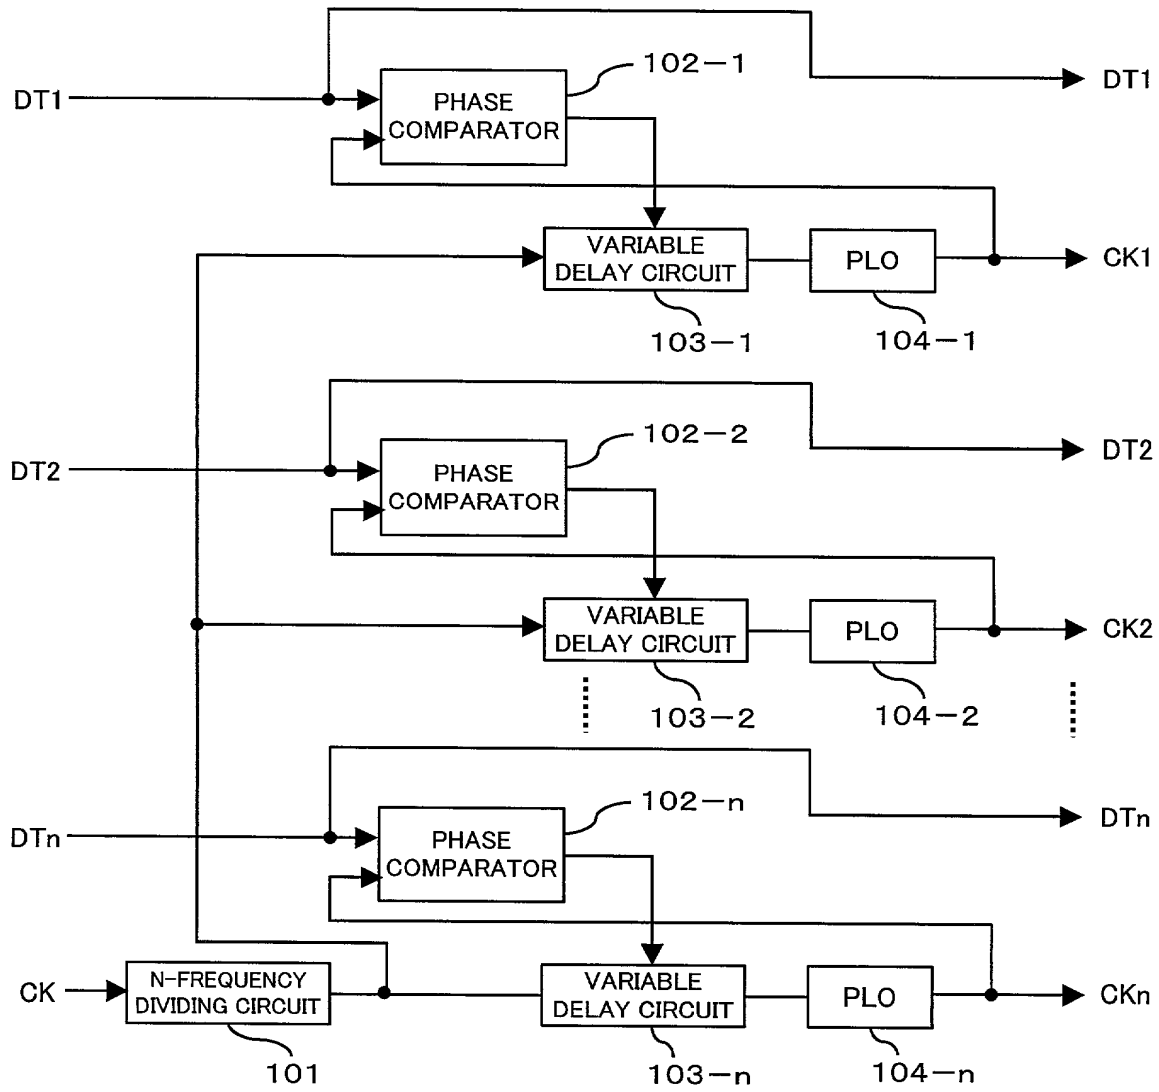 102-1
DT1
DT1
PHASE
COMPARATOR
VARIABLE
DELAY CIRCUIT
PLO
CK1
103-1
104-1
102-2
DT2
DT2
PHASE
COMPARATOR
VARIABLE
DELAY CIRCUIT
PLO
CK2
103-2
104-2
102-n
DTn
DTn
PHASE
COMPARATOR
CK
N-FREQUENCY
DIVIDING CIRCUIT
VARIABLE
DELAY CIRCUIT
PLO
CKn
101
103-n
104-n